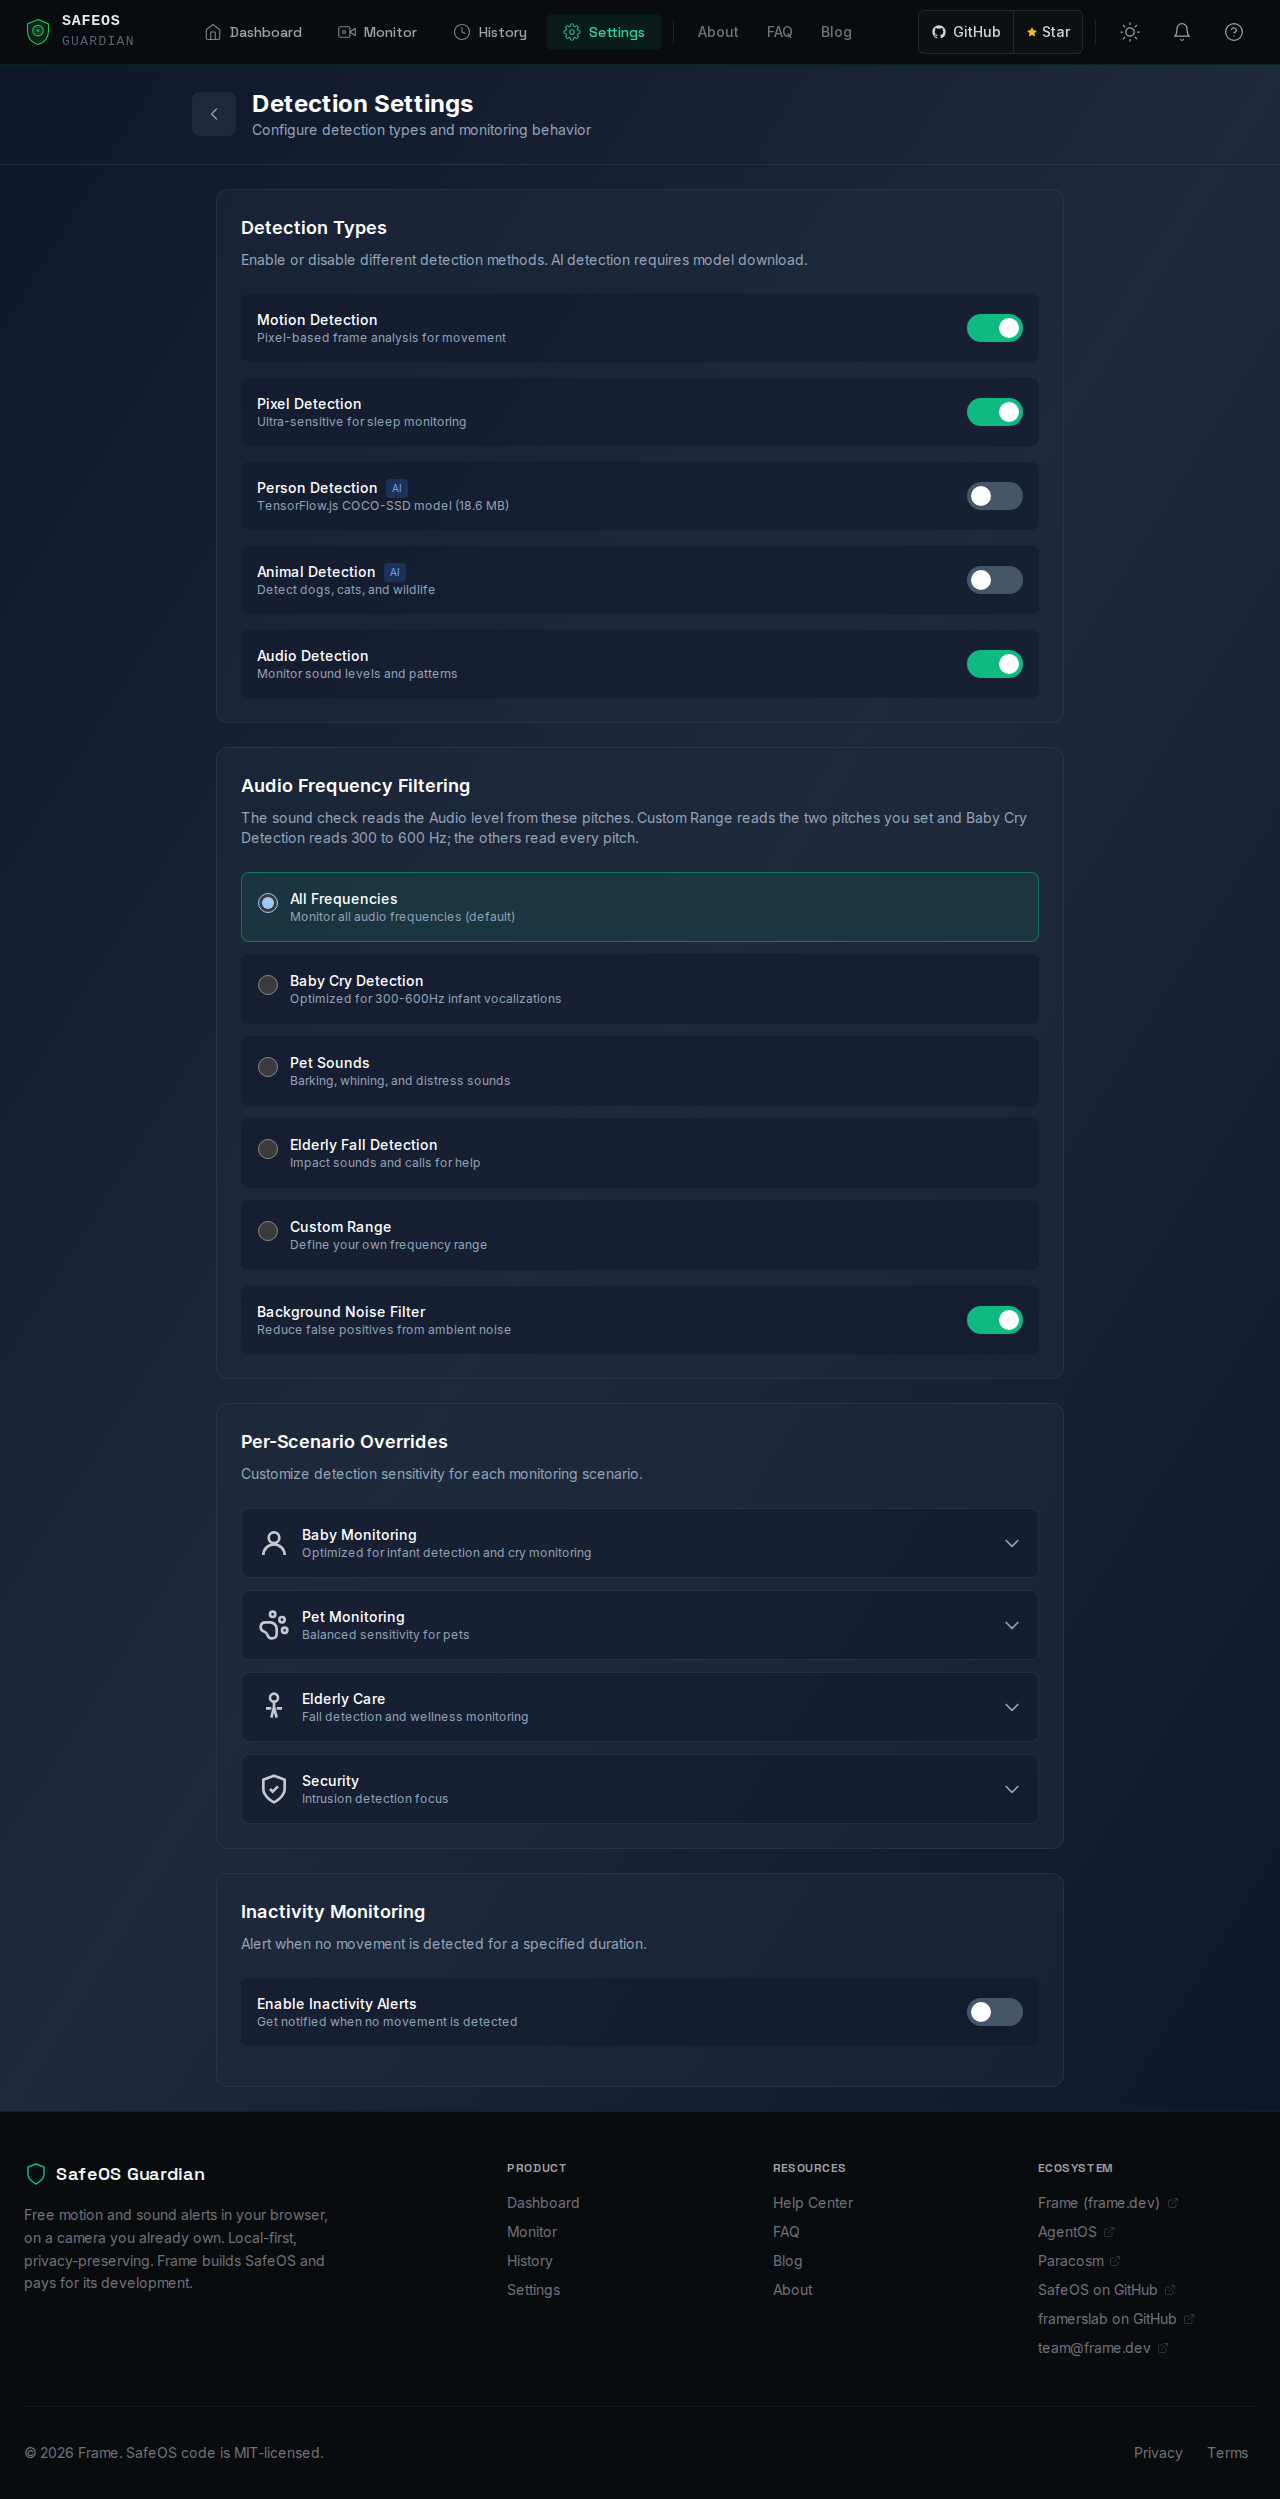 SAFEOS
GUARDIAN
Dashboard
Monitor
History
Settings
About
FAQ
Blog
GitHub
Star
Detection Settings
Configure detection types and monitoring behavior
Detection Types
Enable or disable different detection methods. AI detection requires model download.
Motion Detection
Pixel-based frame analysis for movement
Pixel Detection
Ultra-sensitive for sleep monitoring
Person Detection AI
TensorFlow.js COCO-SSD model (18.6 MB)
Animal Detection AI
Detect dogs, cats, and wildlife
Audio Detection
Monitor sound levels and patterns
Audio Frequency Filtering
The sound check reads the Audio level from these pitches. Custom Range reads the two pitches you set and Baby Cry
Detection reads 300 to 600 Hz; the others read every pitch.
All Frequencies
Monitor all audio frequencies (default)
Baby Cry Detection
Optimized for 300-600Hz infant vocalizations
Pet Sounds
Barking, whining, and distress sounds
Elderly Fall Detection
Impact sounds and calls for help
Custom Range
Define your own frequency range
Background Noise Filter
Reduce false positives from ambient noise
Per-Scenario Overrides
Customize detection sensitivity for each monitoring scenario.
Baby Monitoring
Optimized for infant detection and cry monitoring
Pet Monitoring
Balanced sensitivity for pets
Elderly Care
Fall detection and wellness monitoring
Security
Intrusion detection focus
Inactivity Monitoring
Alert when no movement is detected for a specified duration.
Enable Inactivity Alerts
Get notified when no movement is detected
SafeOS Guardian
Free motion and sound alerts in your browser,
on a camera you already own. Local-first,
privacy-preserving. Frame builds SafeOS and
pays for its development.
PRODUCT
Dashboard
Monitor
History
Settings
RESOURCES
Help Center
FAQ
Blog
About
ECOSYSTEM
Frame (frame.dev)
AgentOS
Paracosm
SafeOS on GitHub
framerslab on GitHub
team@frame.dev
© 2026 Frame. SafeOS code is MIT-licensed.
Privacy
Terms